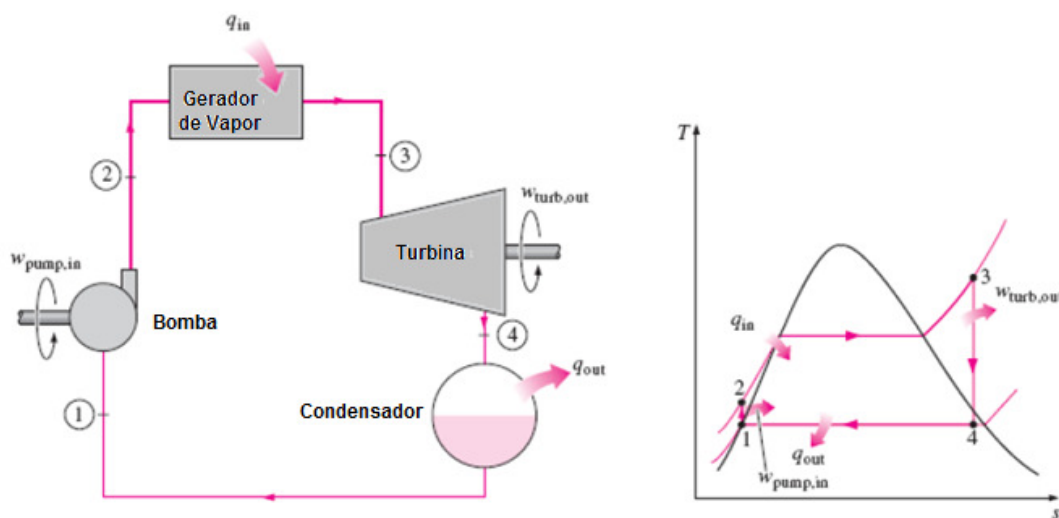 q_in
Gerador
de Vapor
3
2
w_turb,out
w_pump,in
Turbina
Bomba
4
q_out
Condensador
1
T
3
w_turb,out
q_in
2
1
4
q_out
w_pump,in
s